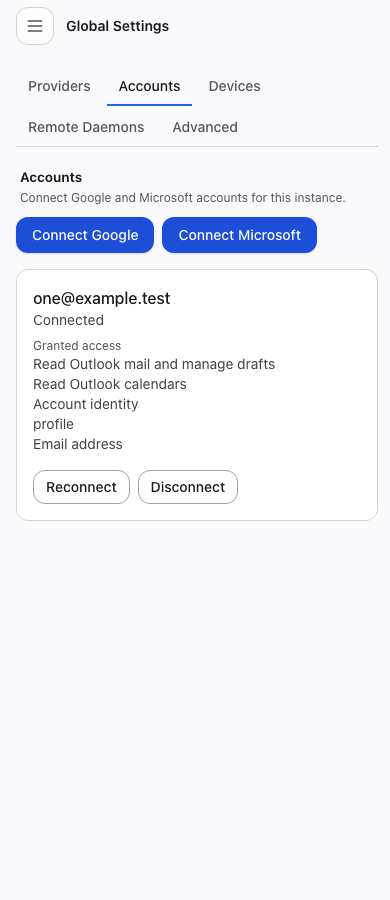 Global Settings
Providers
Accounts
Devices
Remote Daemons
Advanced
Accounts
Connect Google and Microsoft accounts for this instance.
Connect Google
Connect Microsoft
one@example.test
Connected
Granted access
Read Outlook mail and manage drafts
Read Outlook calendars
Account identity
profile
Email address
Reconnect
Disconnect